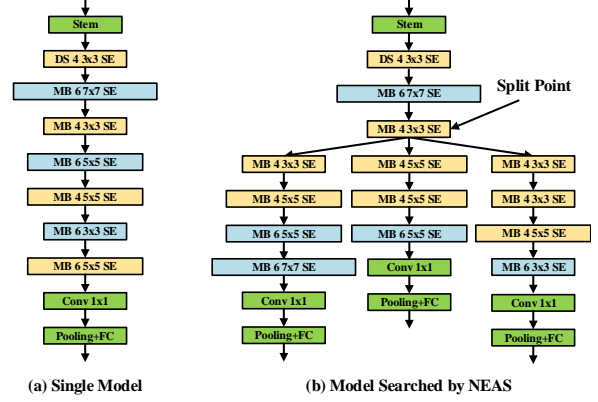 Stem
DS 4 3x3 SE
MB 6 7x7 SE
MB 4 3x3 SE
MB 6 5x5 SE
MB 4 5x5 SE
MB 6 3x3 SE
MB 6 5x5 SE
Conv 1x1
Pooling+FC
(a) Single Model
Stem
DS 4 3x3 SE
MB 6 7x7 SE
MB 4 3x3 SE
Split Point
MB 4 3x3 SE
MB 4 5x5 SE
MB 6 5x5 SE
MB 6 7x7 SE
Conv 1x1
Pooling+FC
MB 4 5x5 SE
MB 4 5x5 SE
MB 6 5x5 SE
Conv 1x1
Pooling+FC
MB 4 3x3 SE
MB 4 3x3 SE
MB 4 5x5 SE
MB 6 3x3 SE
Conv 1x1
Pooling+FC
(b) Model Searched by NEAS